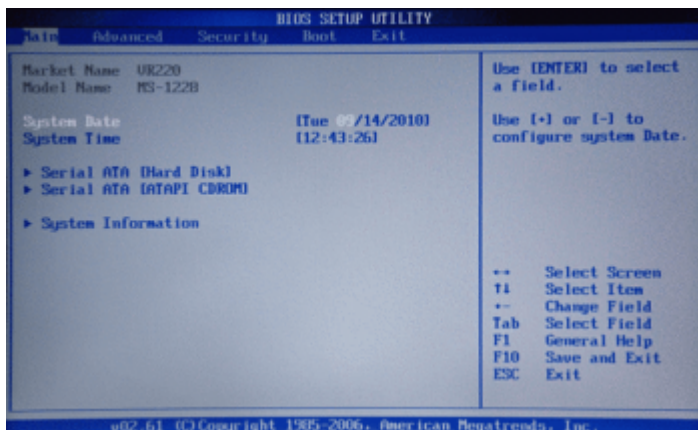 BIOS SETUP UTILITY
Main Advanced Security Boot Exit
Market Name VR220
Model Name MS-122B
System Date [Tue 09/14/2010]
System Time [12:43:26]
▶ Serial ATA [Hard Disk]
▶ Serial ATA [ATAPI CDROM]
▶ System Information
Use [ENTER] to select
a field.
Use [+] or [-] to
configure system Date.
↔ Select Screen
↑↓ Select Item
+- Change Field
Tab Select Field
F1 General Help
F10 Save and Exit
ESC Exit
v02.61 (C)Copyright 1985-2006, American Megatrends, Inc.